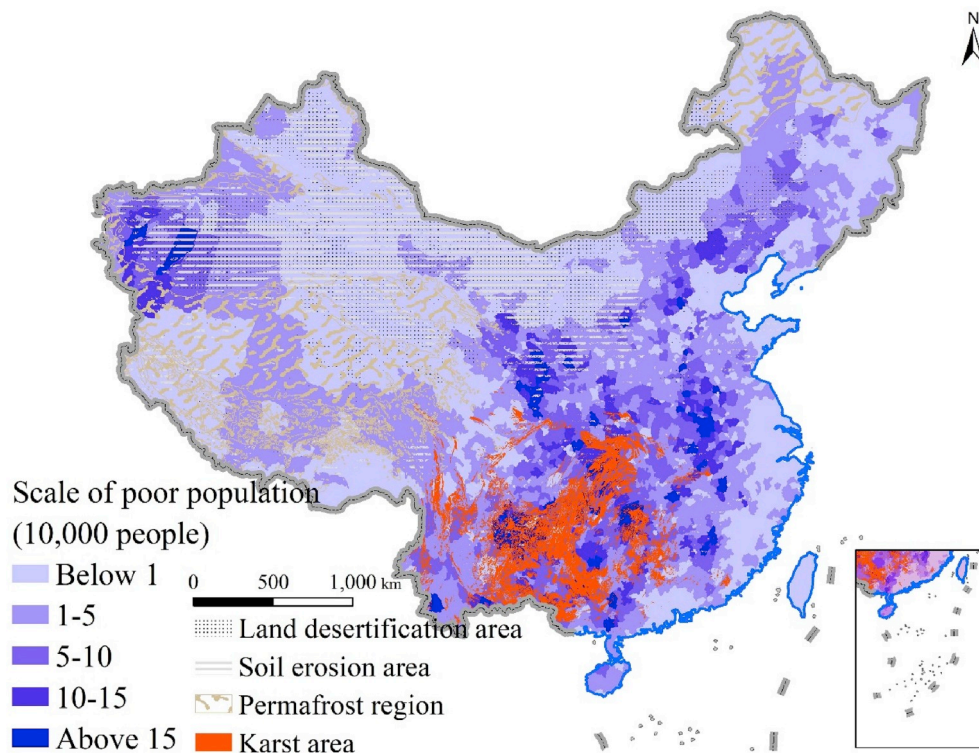 N
Scale of poor population
(10,000 people)
Below 1
1-5
5-10
10-15
Above 15
0 500 1,000 km
Land desertification area
Soil erosion area
Permafrost region
Karst area